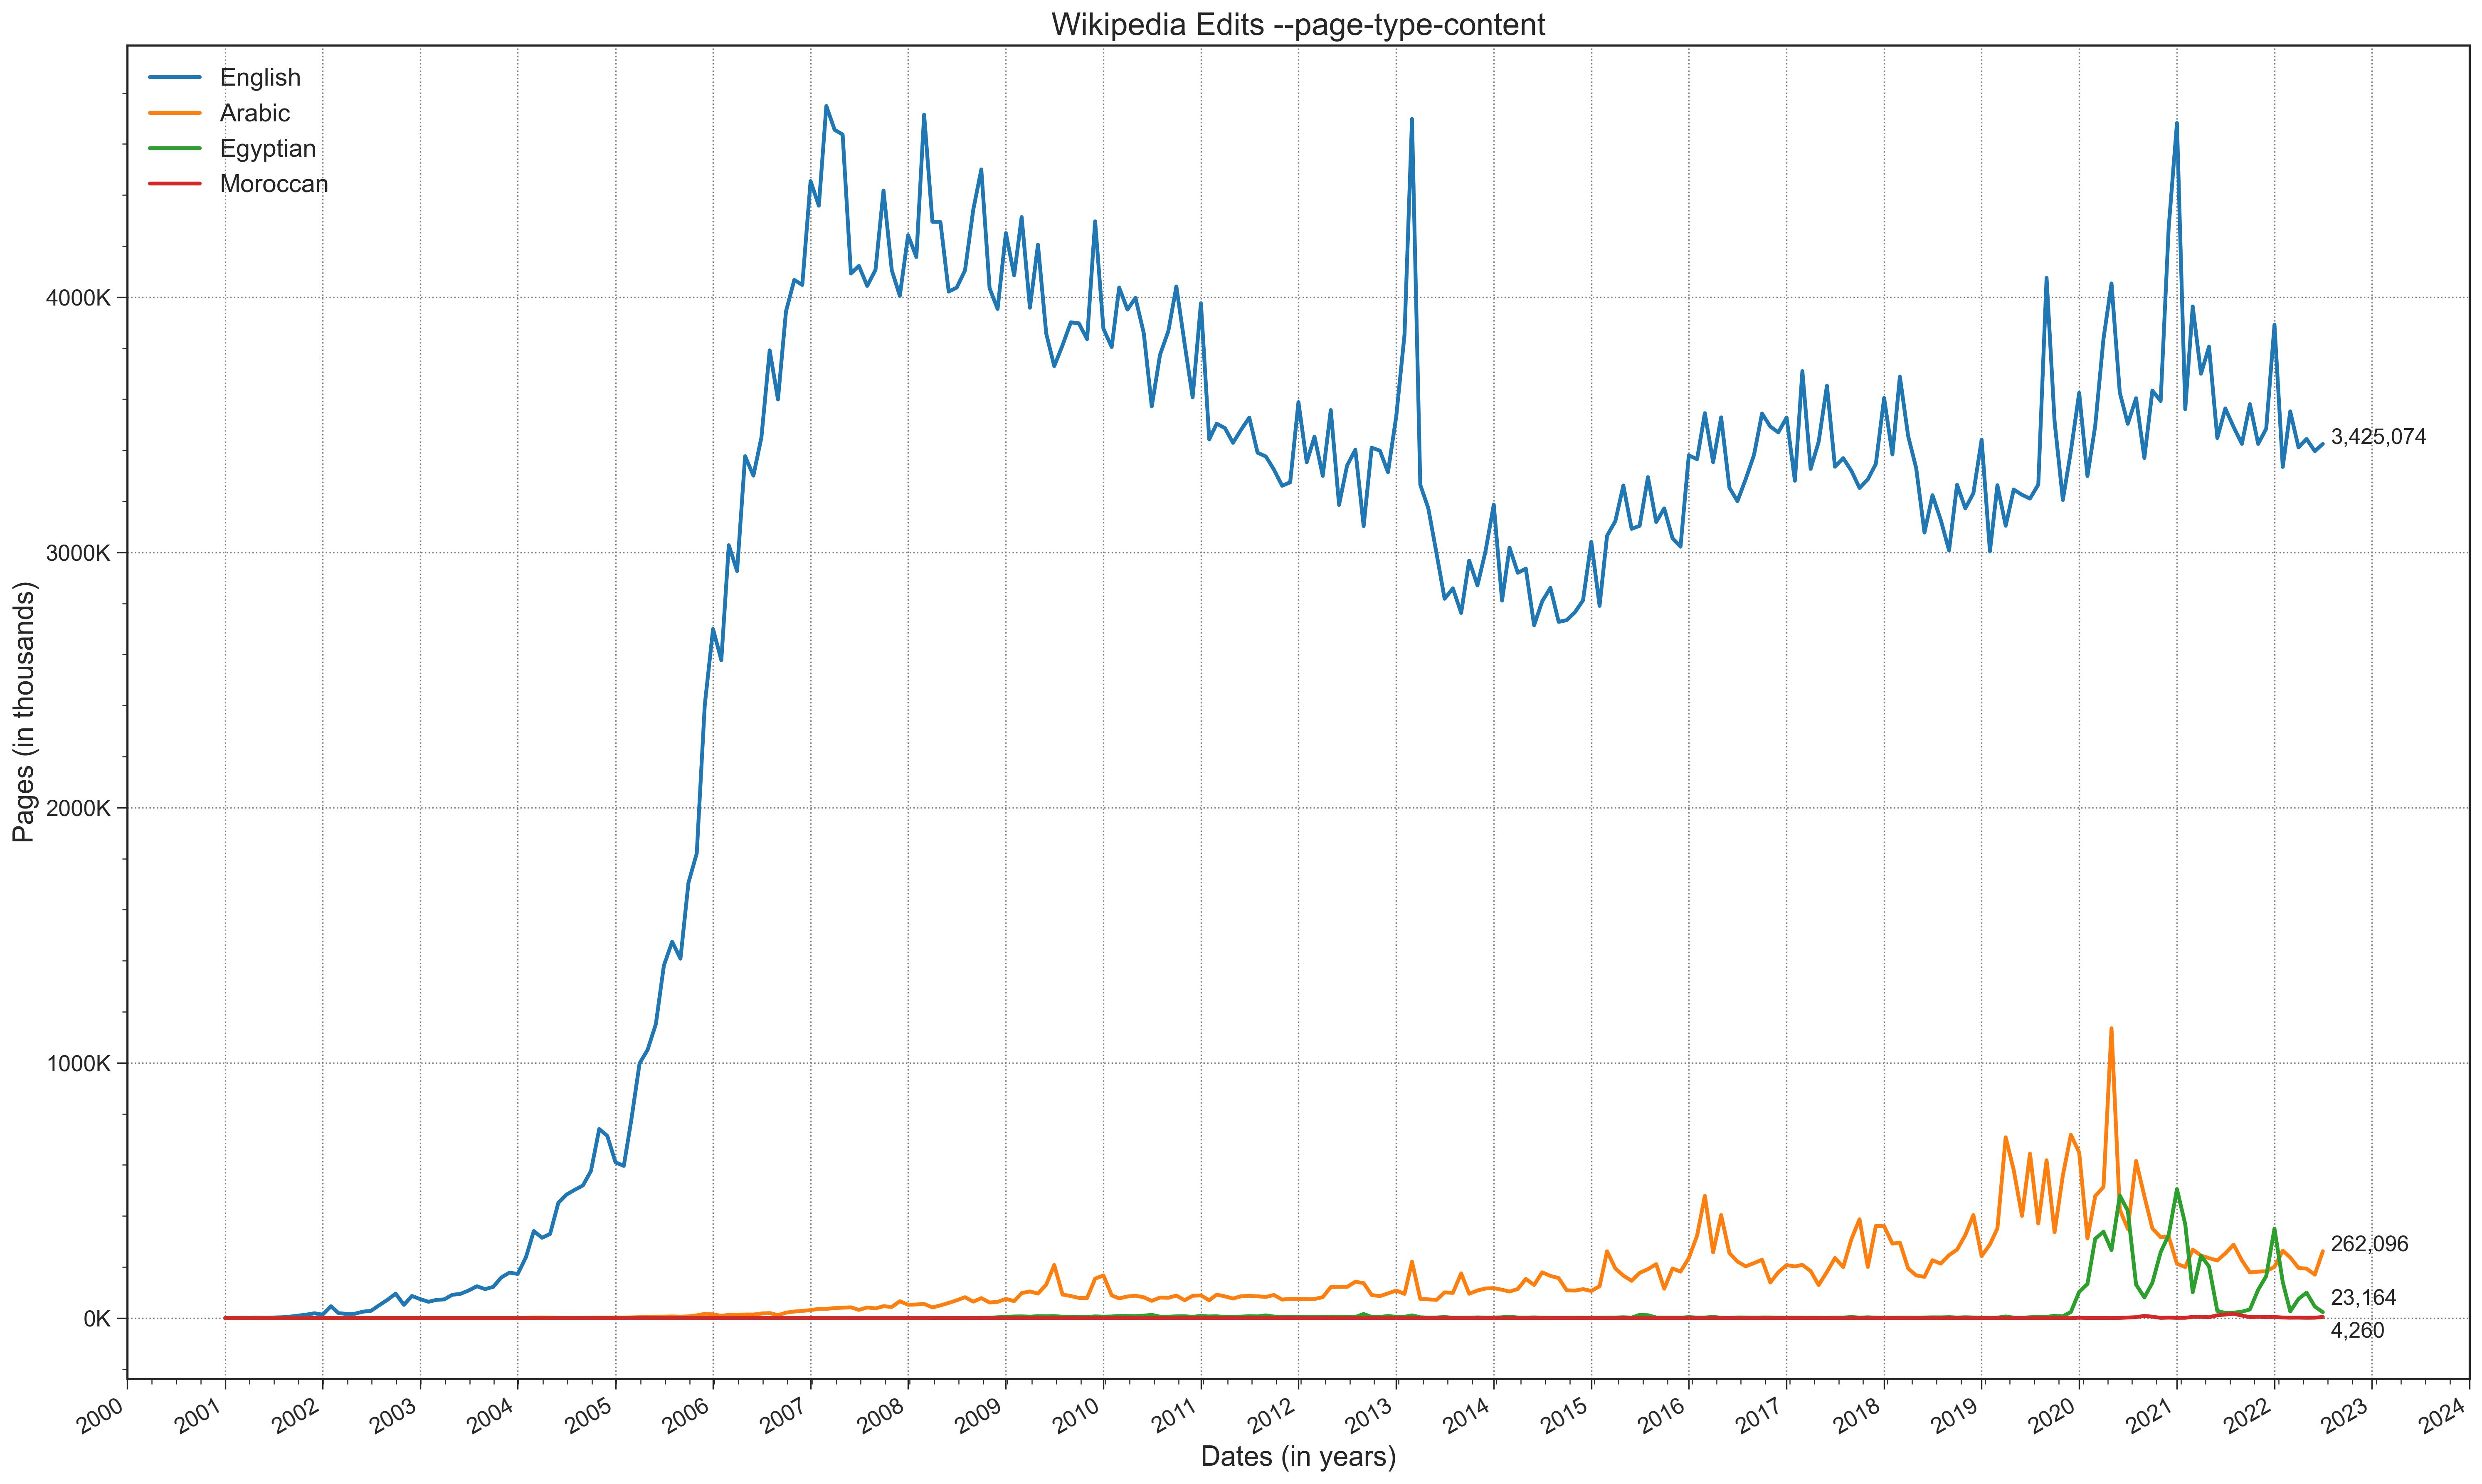 Wikipedia Edits --page-type-content
English
Arabic
Egyptian
Moroccan
Pages (in thousands)
4000K
3000K
2000K
1000K
0K
3,425,074
262,096
23,164
4,260
2000
2001
2002
2003
2004
2005
2006
2007
2008
2009
2010
2011
2012
2013
2014
2015
2016
2017
2018
2019
2020
2021
2022
2023
2024
Dates (in years)